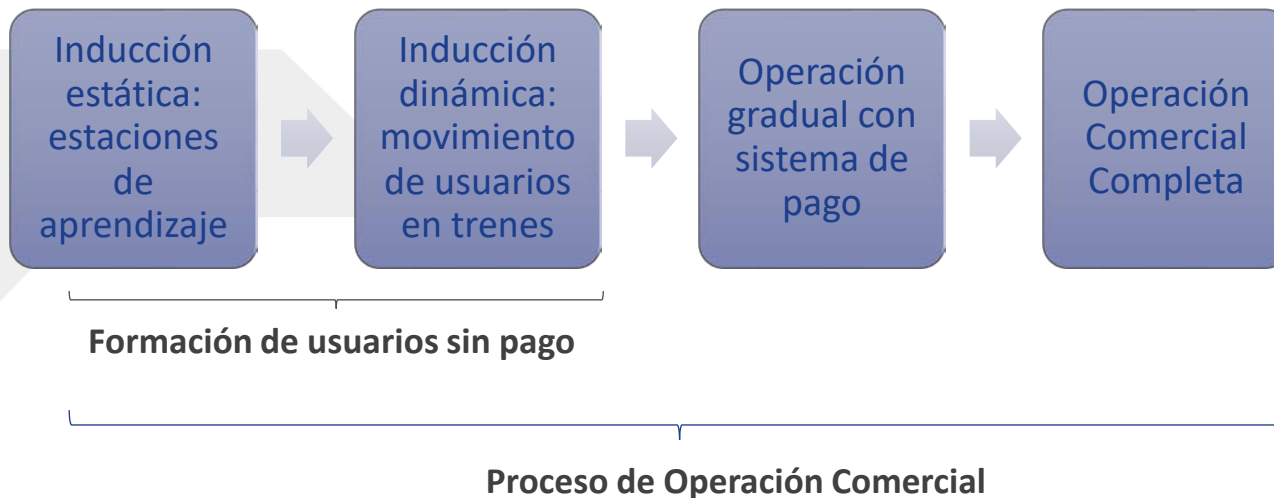 Inducción
estática:
estaciones
de
aprendizaje
Inducción
dinámica:
movimiento
de usuarios
en trenes
Operación
gradual con
sistema de
pago
Operación
Comercial
Completa
Formación de usuarios sin pago
Proceso de Operación Comercial